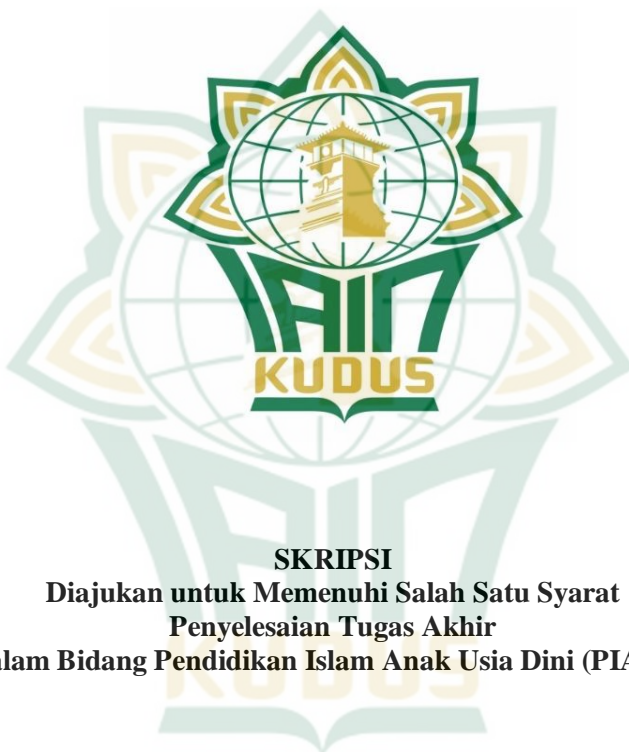 IAIN
KUDUS
SKRIPSI
Diajukan untuk Memenuhi Salah Satu Syarat
Penyelesaian Tugas Akhir
alam Bidang Pendidikan Islam Anak Usia Dini (PIA